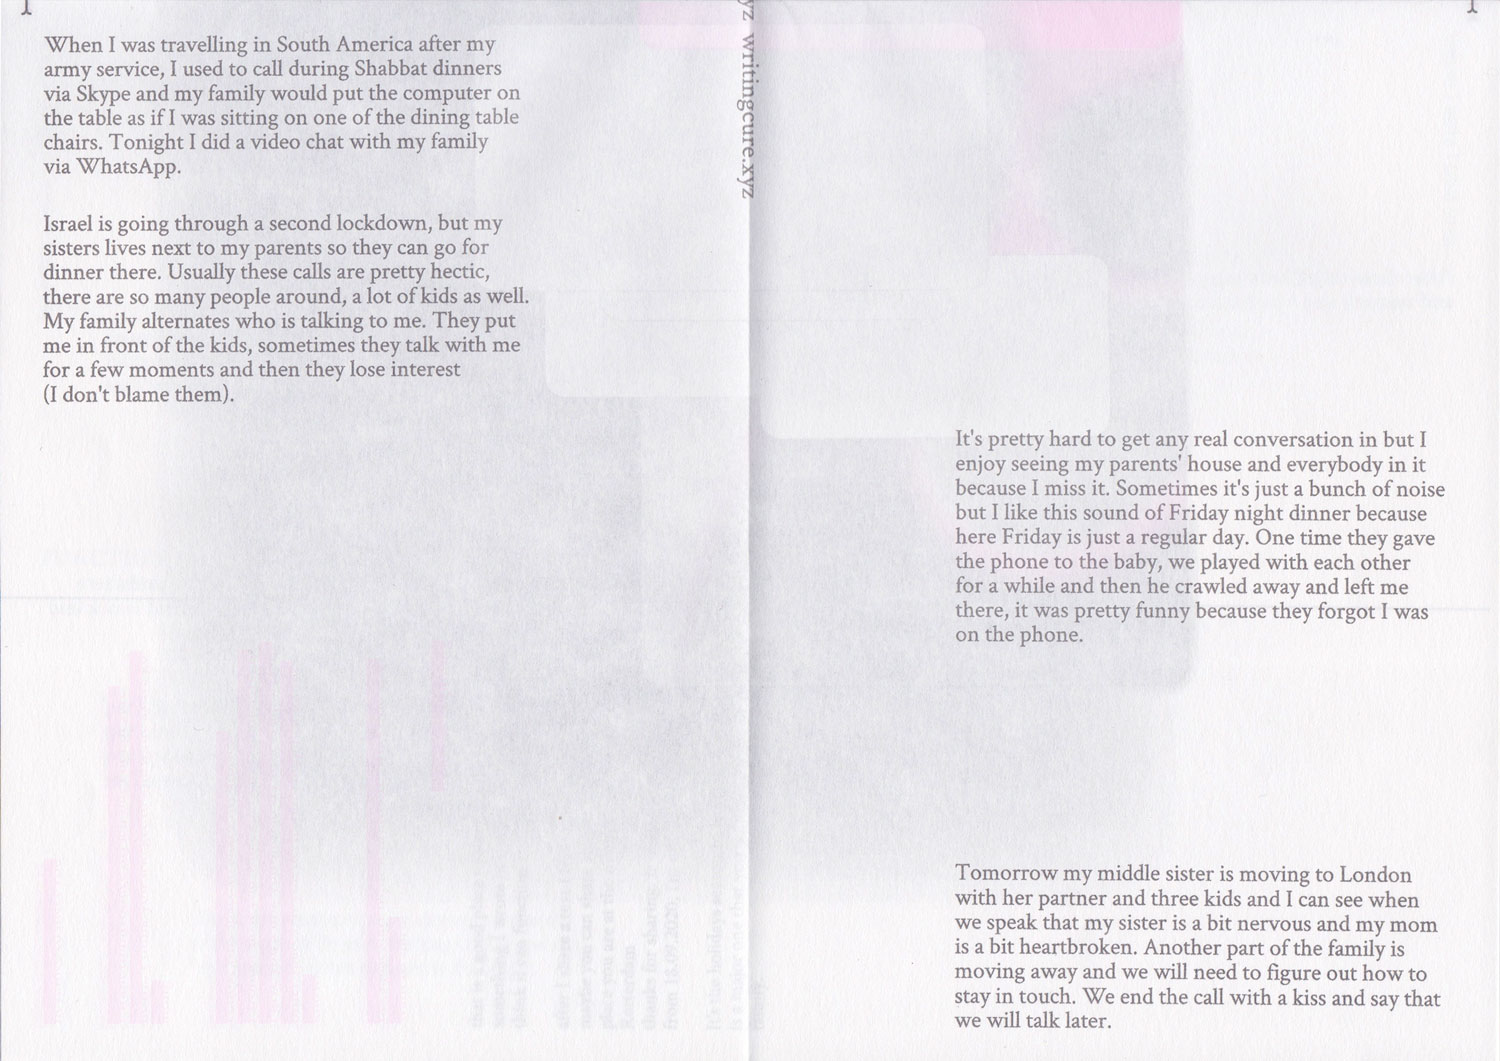 When I was travelling in South America after my
army service, I used to call during Shabbat dinners
via Skype and my family would put the computer on
the table as if I was sitting on one of the dining table
chairs. Tonight I did a video chat with my family
via WhatsApp.
Israel is going through a second lockdown, but my
sisters lives next to my parents so they can go for
dinner there. Usually these calls are pretty hectic,
there are so many people around, a lot of kids as well.
My family alternates who is talking to me. They put
me in front of the kids, sometimes they talk with me
for a few moments and then they lose interest
(I don't blame them).
yz writingcure.xyz
It's pretty hard to get any real conversation in but I
enjoy seeing my parents' house and everybody in it
because I miss it. Sometimes it's just a bunch of noise
but I like this sound of Friday night dinner because
here Friday is just a regular day. One time they gave
the phone to the baby, we played with each other
for a while and then he crawled away and left me
there, it was pretty funny because they forgot I was
on the phone.
Tomorrow my middle sister is moving to London
with her partner and three kids and I can see when
we speak that my sister is a bit nervous and my mom
is a bit heartbroken. Another part of the family is
moving away and we will need to figure out how to
stay in touch. We end the call with a kiss and say that
we will talk later.